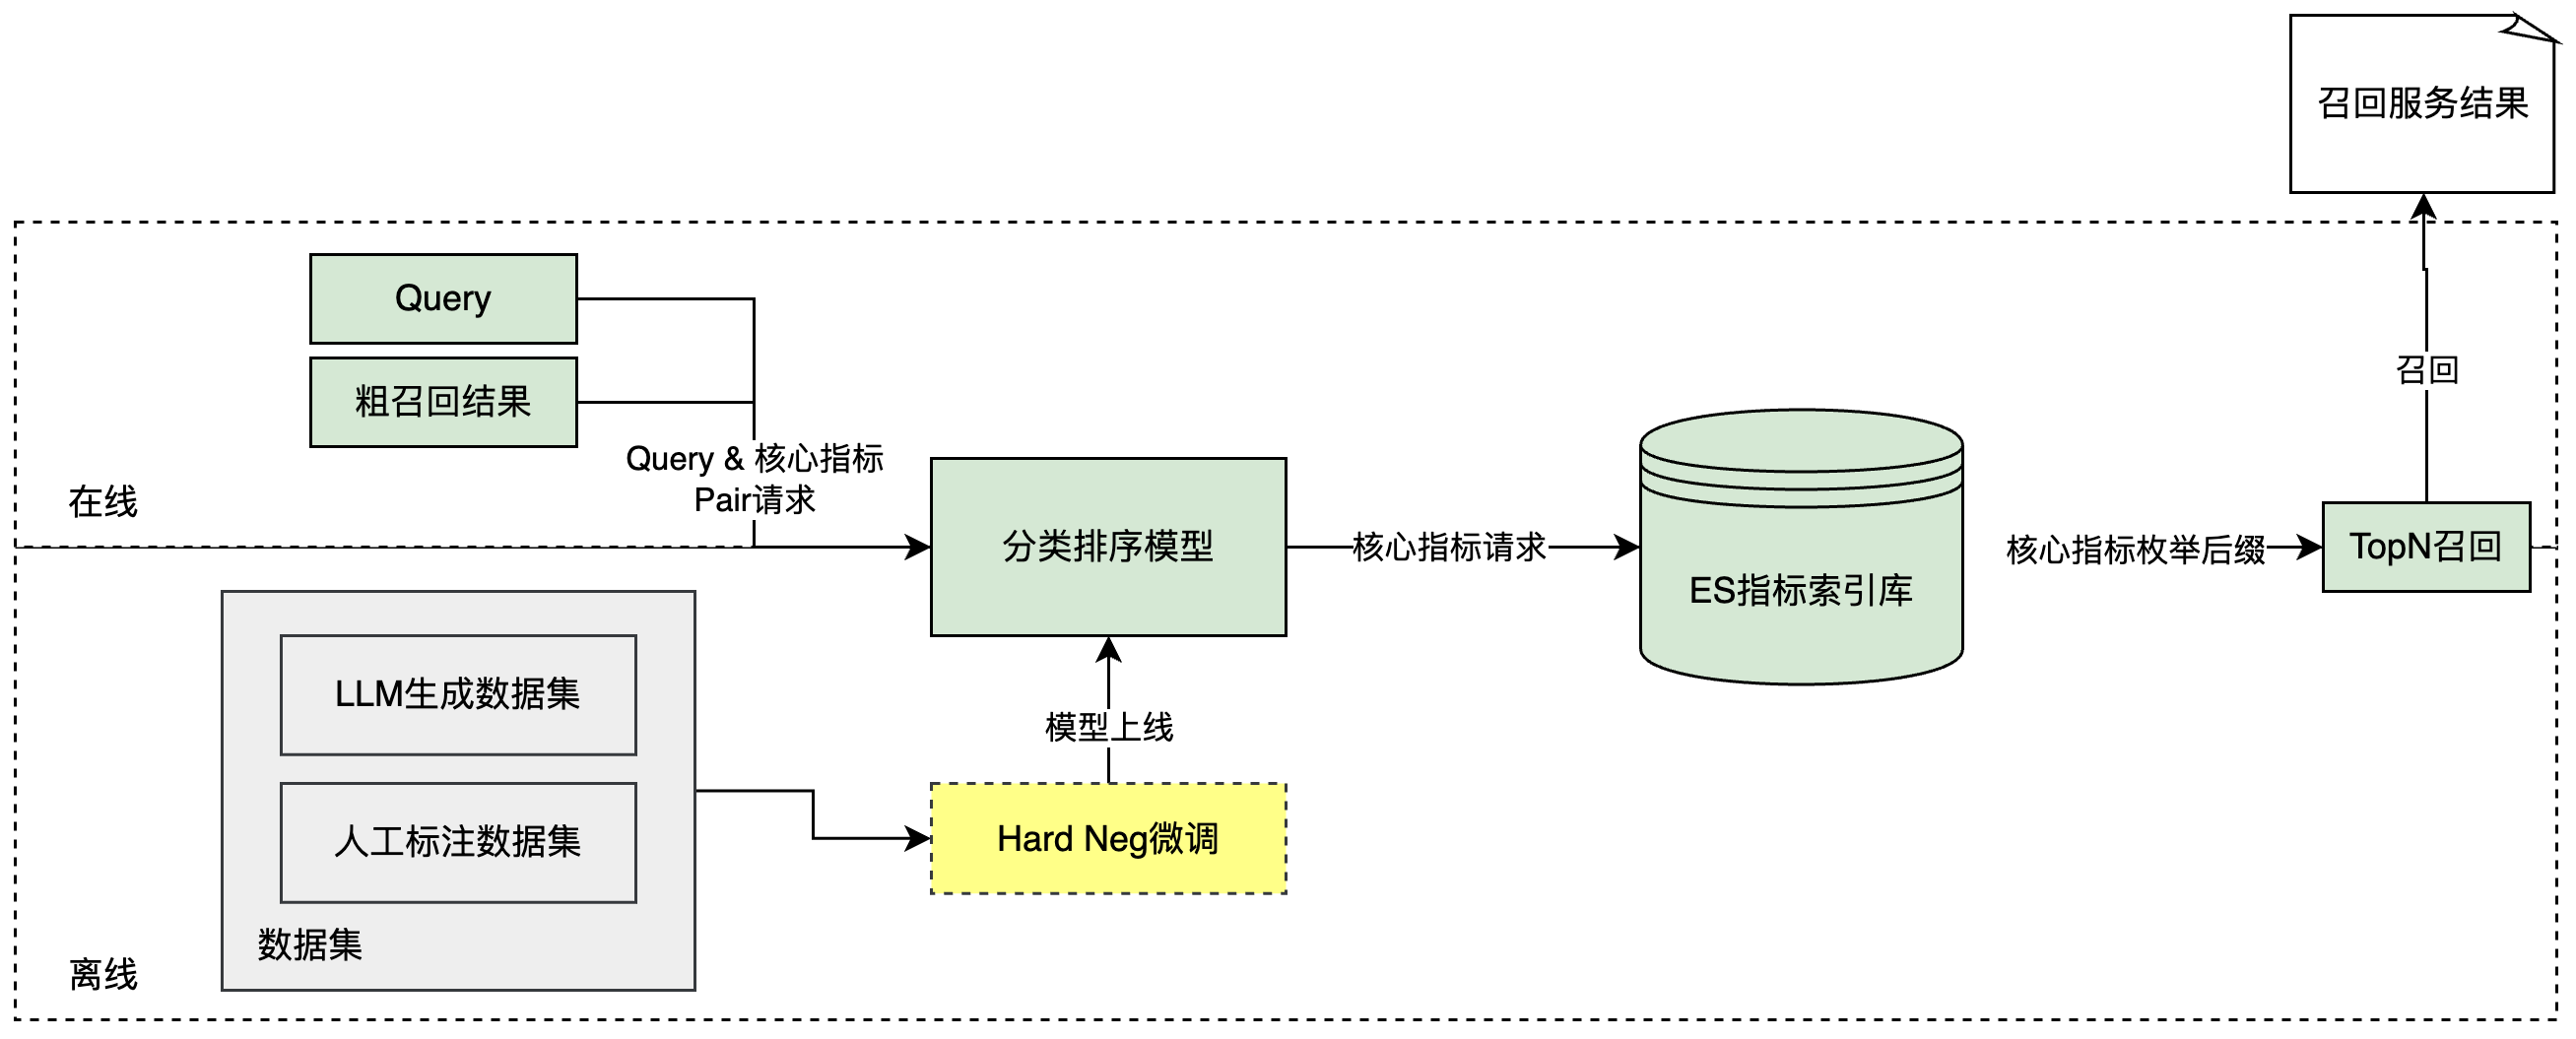 召回服务结果
Query
粗召回结果
召回
Query & 核心指标
Pair请求
在线
分类排序模型
核心指标请求
ES指标索引库
核心指标枚举后缀
TopN召回
LLM生成数据集
人工标注数据集
数据集
模型上线
Hard Neg微调
离线